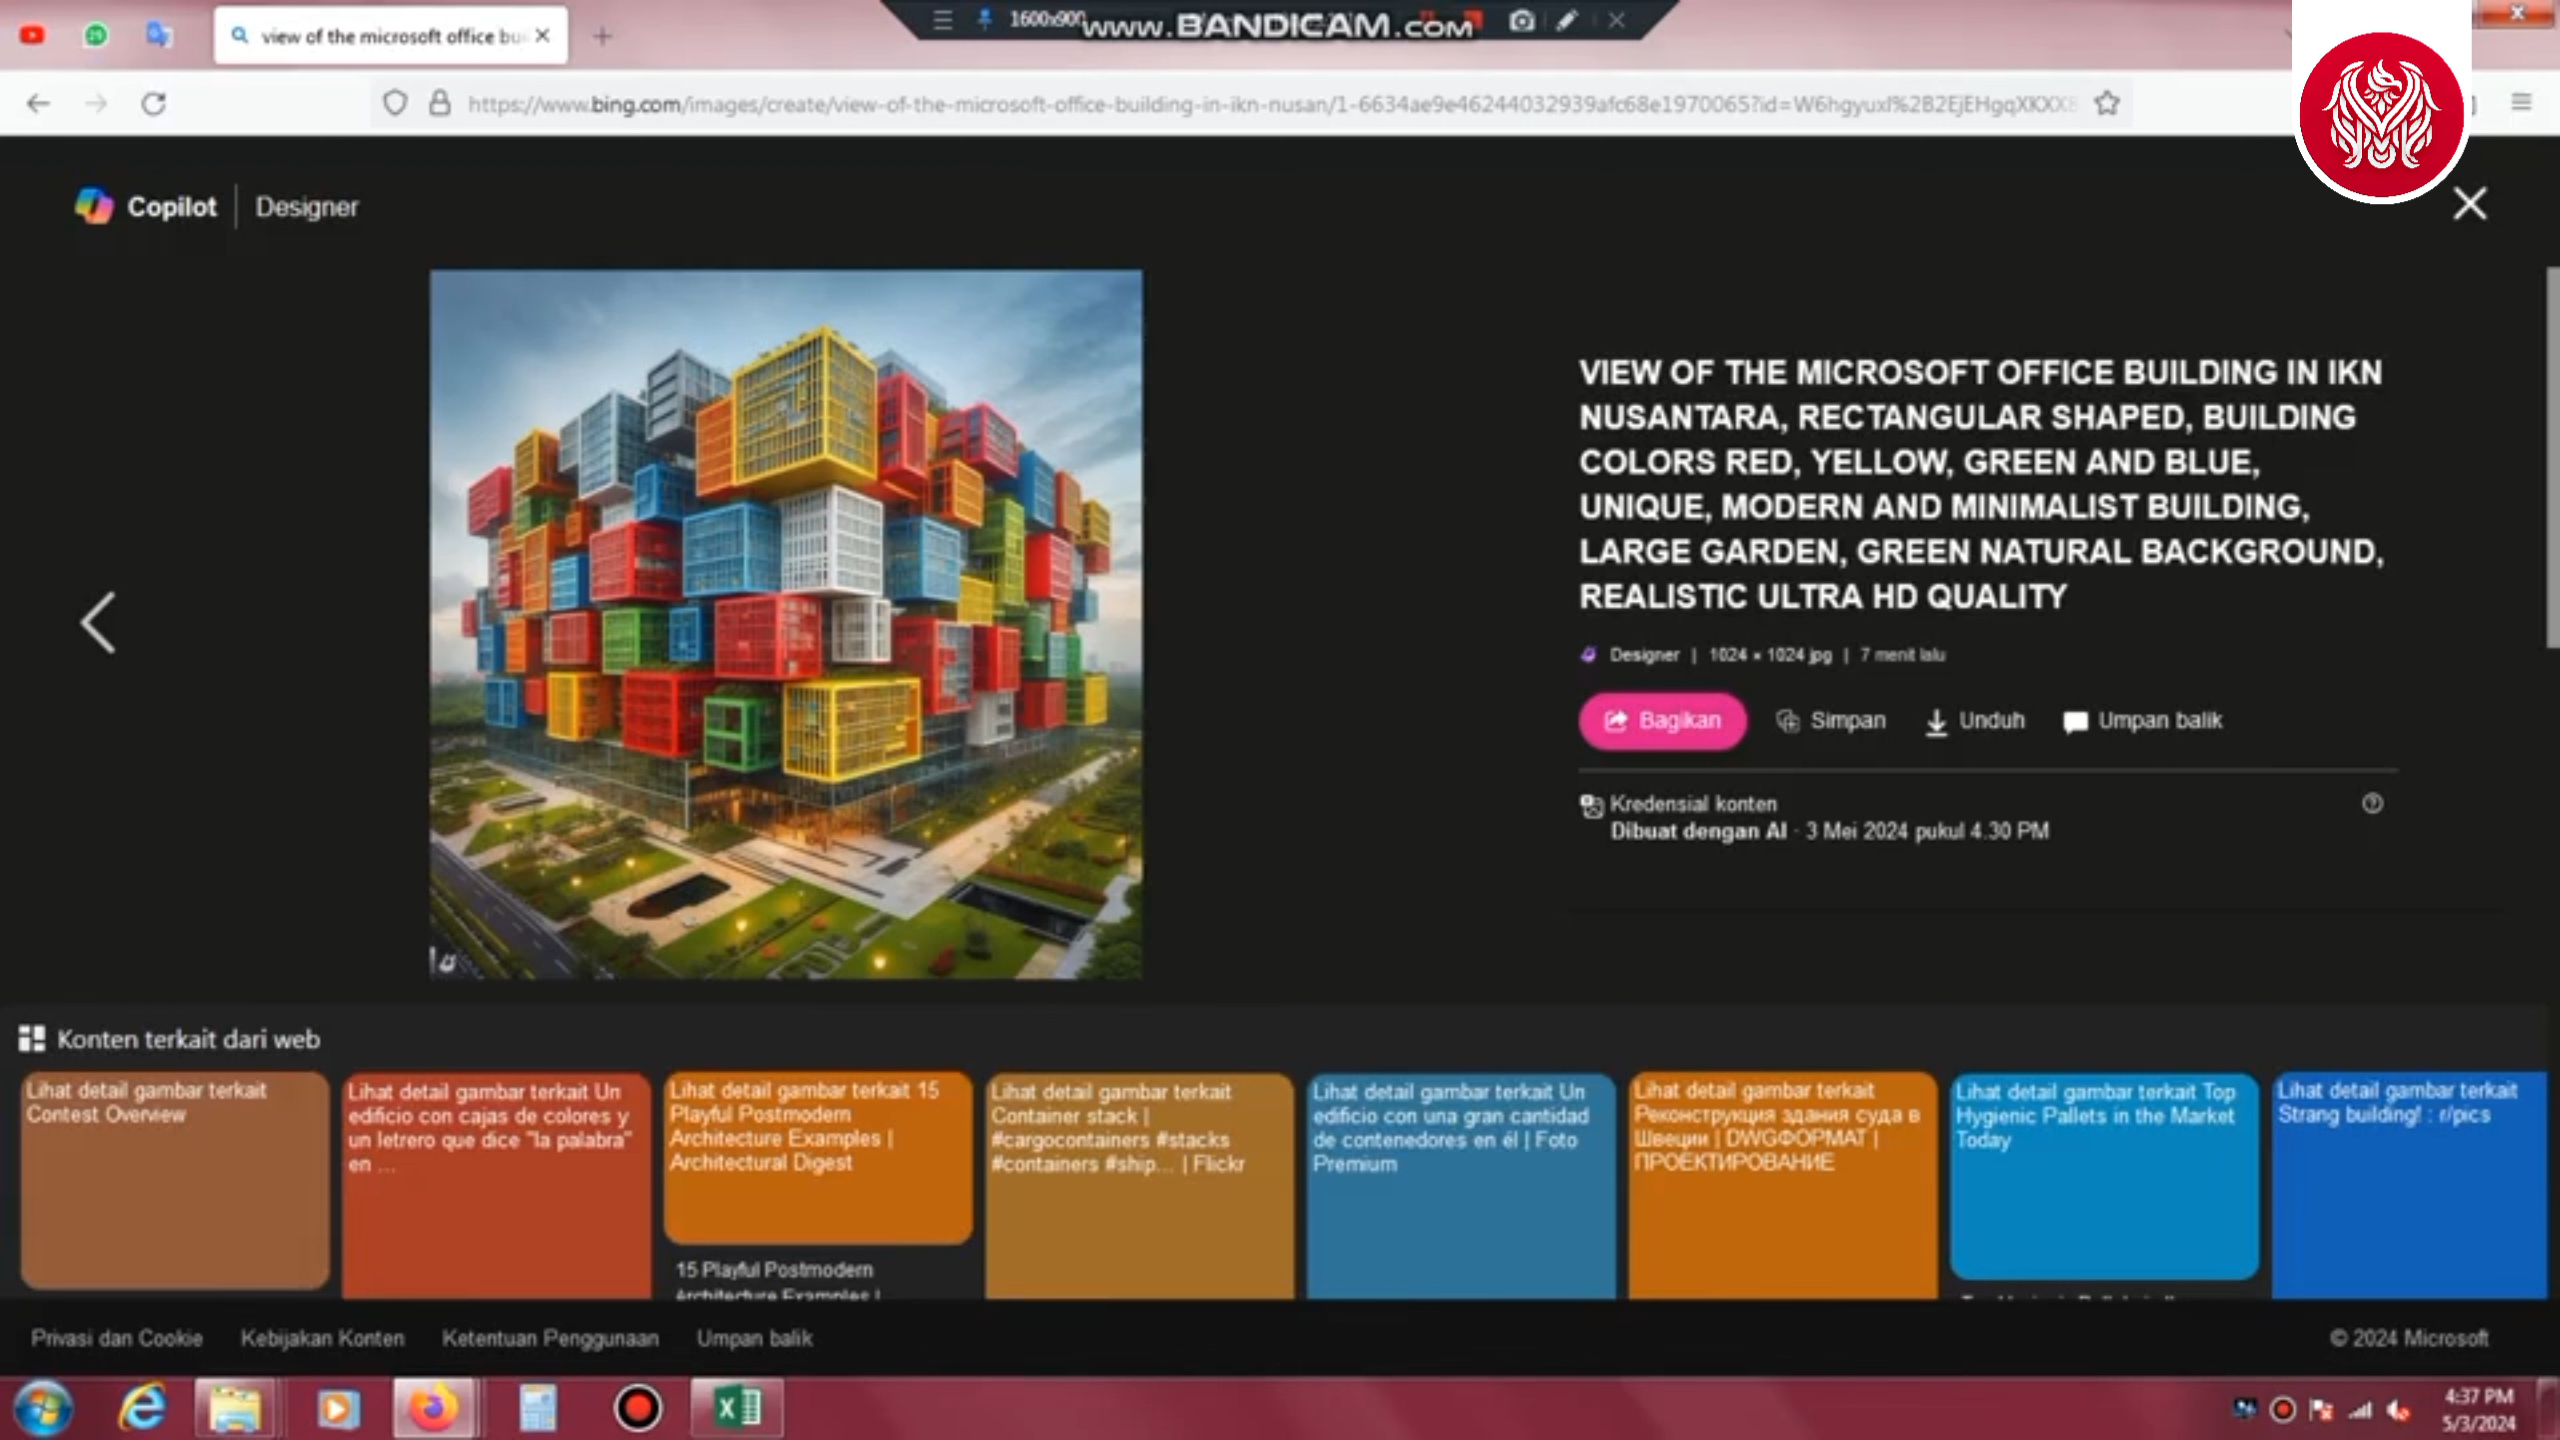 view of the microsoft office bui
1600x900
www.BANDICAM.com
https://www.bing.com/images/create/view-of-the-microsoft-office-building-in-ikn-nusan/1-6634ae9e46244032939afc68e1970065?id=W6hgyuxl%2B2EjEHgqXKXX8
Copilot
Designer
VIEW OF THE MICROSOFT OFFICE BUILDING IN IKN
NUSANTARA, RECTANGULAR SHAPED, BUILDING
COLORS RED, YELLOW, GREEN AND BLUE,
UNIQUE, MODERN AND MINIMALIST BUILDING,
LARGE GARDEN, GREEN NATURAL BACKGROUND,
REALISTIC ULTRA HD QUALITY
Designer | 1024 × 1024 jpg | 7 menit lalu
Bagikan
Simpan
Unduh
Umpan balik
Kredensial konten
Dibuat dengan AI · 3 Mei 2024 pukul 4.30 PM
Konten terkait dari web
Lihat detail gambar terkait
Contest Overview
Lihat detail gambar terkait Un
edificio con cajas de colores y
un letrero que dice "la palabra"
en ...
Lihat detail gambar terkait 15
Playful Postmodern
Architecture Examples |
Architectural Digest
15 Playful Postmodern
Architecture Examples |
Lihat detail gambar terkait
Container stack |
#cargocontainers #stacks
#containers #ship... | Flickr
Lihat detail gambar terkait Un
edificio con una gran cantidad
de contenedores en él | Foto
Premium
Lihat detail gambar terkait
Реконструкция здания суда в
Швеции | DWGФОРМАТ |
ПРОЕКТИРОВАНИЕ
Lihat detail gambar terkait Top
Hygienic Pallets in the Market
Today
Lihat detail gambar terkait
Strang building! : r/pics
Privasi dan Cookie
Kebijakan Konten
Ketentuan Penggunaan
Umpan balik
© 2024 Microsoft
4:37 PM
5/3/2024